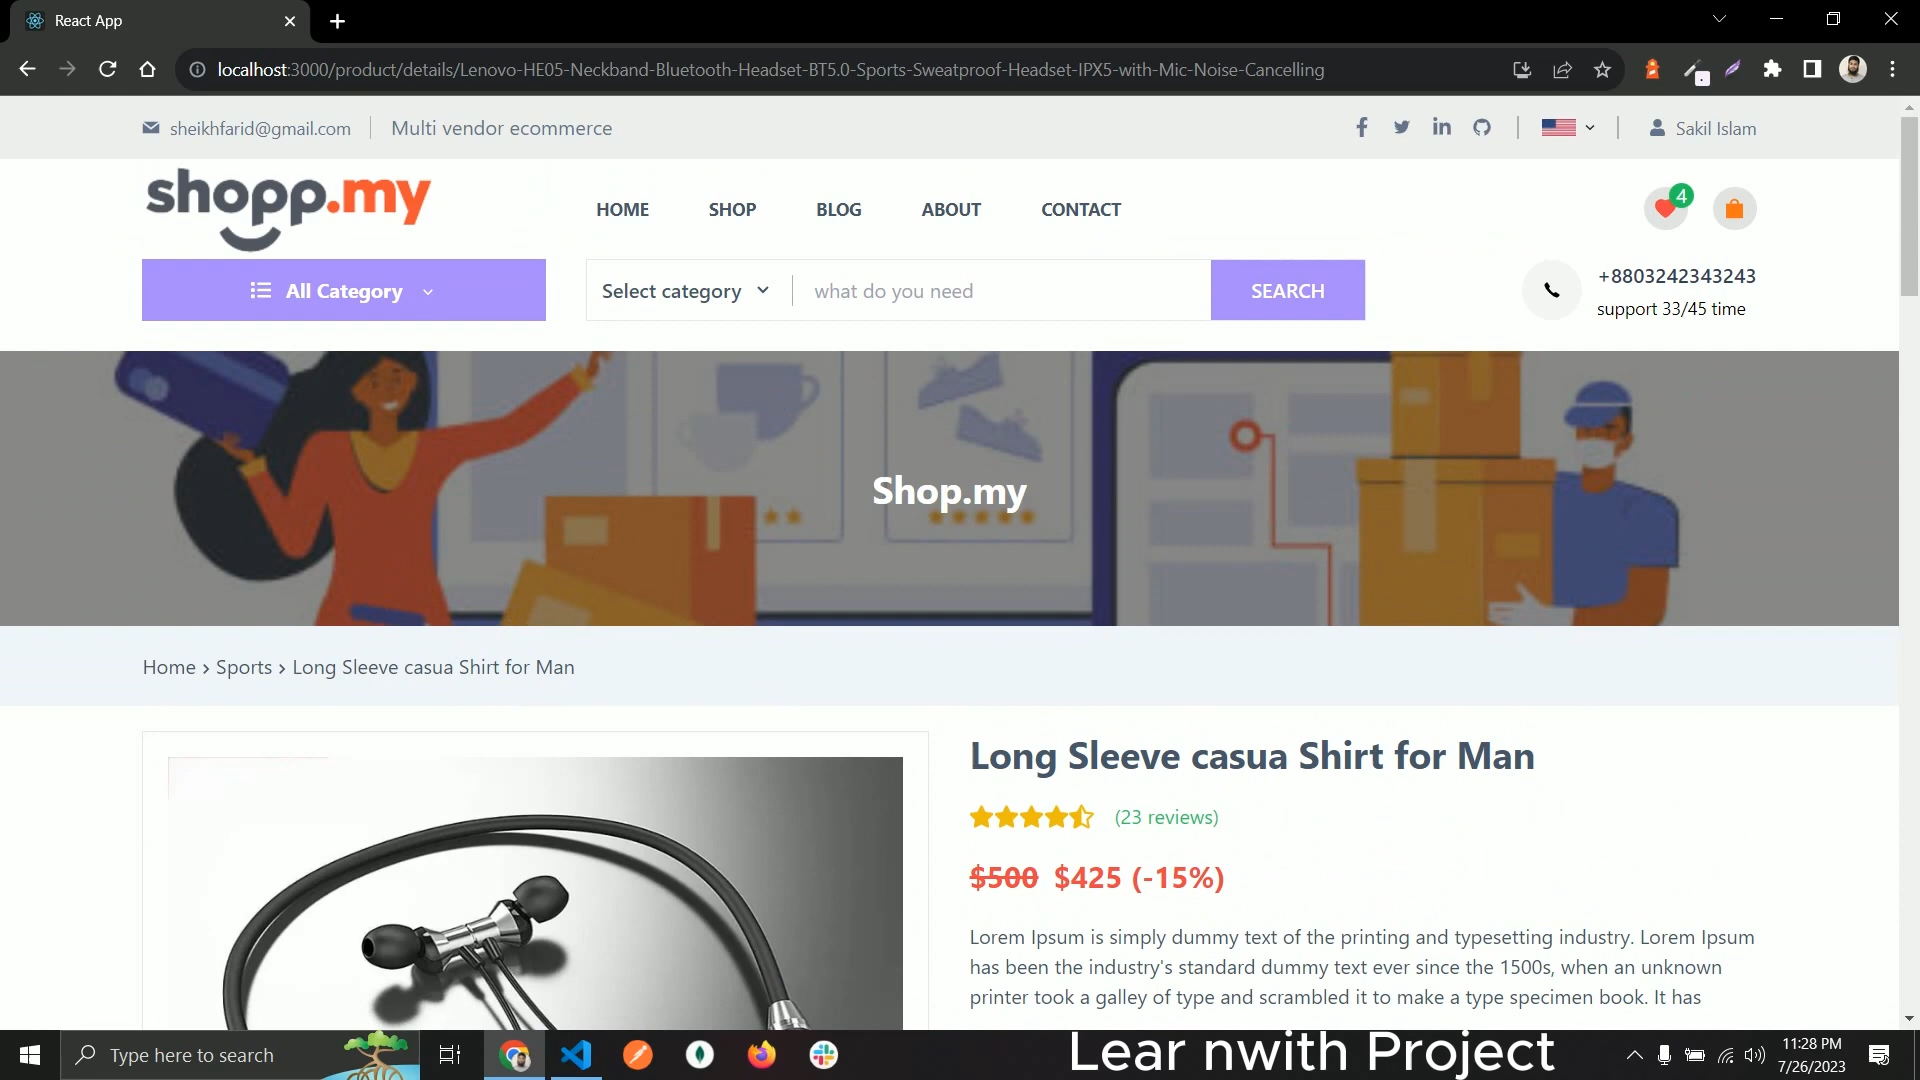 React App
localhost:3000/product/details/Lenovo-HE05-Neckband-Bluetooth-Headset-BT5.0-Sports-Sweatproof-Headset-IPX5-with-Mic-Noise-Cancelling
sheikhfarid@gmail.com
Multi vendor ecommerce
Sakil Islam
shopp.my
HOME
SHOP
BLOG
ABOUT
CONTACT
4
All Category
Select category
what do you need
SEARCH
+8803242343243
support 33/45 time
Shop.my
Home › Sports › Long Sleeve casua Shirt for Man
Long Sleeve casua Shirt for Man
(23 reviews)
$500 $425 (-15%)
Lorem Ipsum is simply dummy text of the printing and typesetting industry. Lorem Ipsum
has been the industry's standard dummy text ever since the 1500s, when an unknown
printer took a galley of type and scrambled it to make a type specimen book. It has
Type here to search
Lear nwith Project
11:28 PM
7/26/2023